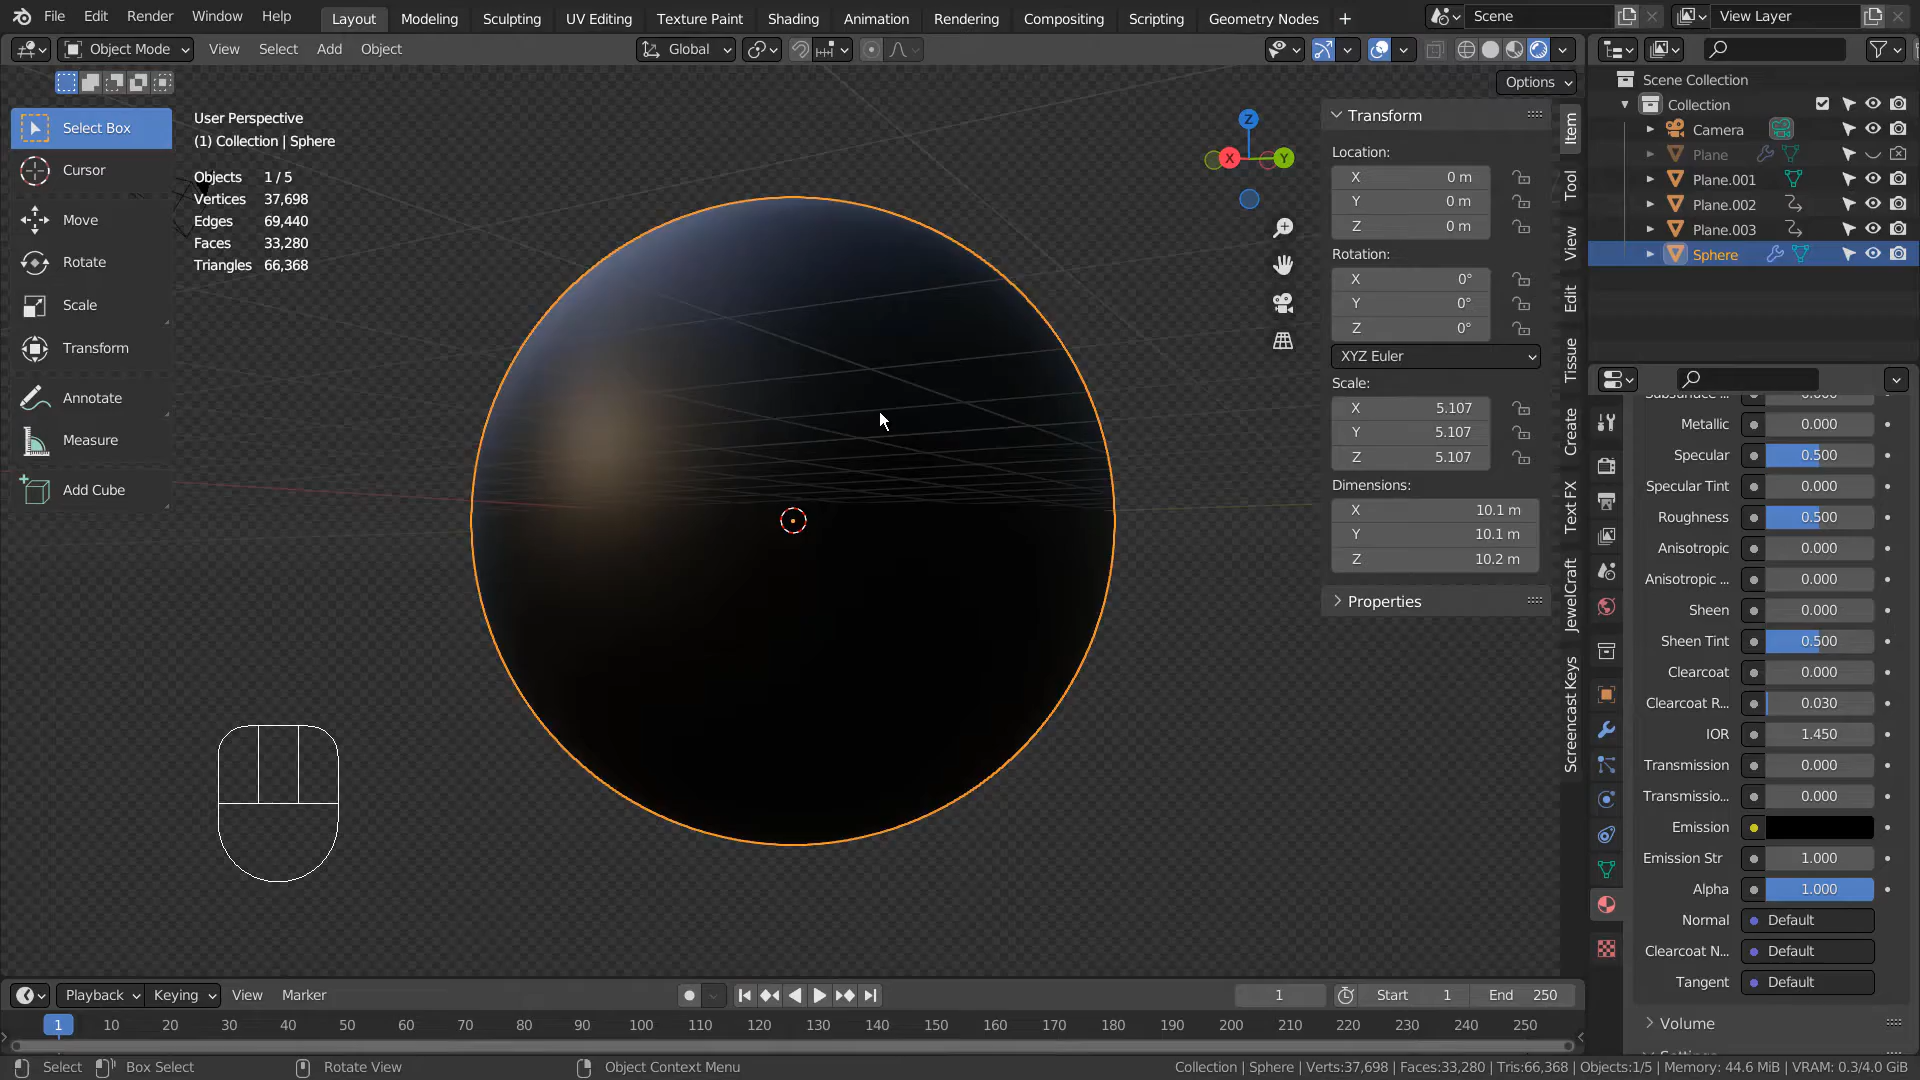 File Edit Render Window Help Layout Modeling Sculpting UV Editing Texture Paint Shading Animation Rendering Compositing Scripting Geometry Nodes + Scene View Layer
Object Mode View Select Add Object Global
Options
Select Box
Cursor
Move
Rotate
Scale
Transform
Annotate
Measure
Add Cube
User Perspective
(1) Collection | Sphere
Objects 1 / 5
Vertices 37,698
Edges 69,440
Faces 33,280
Triangles 66,368
Z
X
Y
Transform
Location:
X 0 m
Y 0 m
Z 0 m
Rotation:
X 0°
Y 0°
Z 0°
XYZ Euler
Scale:
X 5.107
Y 5.107
Z 5.107
Dimensions:
X 10.1 m
Y 10.1 m
Z 10.2 m
Properties
Item
Tool
View
Edit
Tissue
Create
Text FX
JewelCraft
Screencast Keys
Scene Collection
Collection
Camera
Plane
Plane.001
Plane.002
Plane.003
Sphere
Metallic 0.000
Specular 0.500
Specular Tint 0.000
Roughness 0.500
Anisotropic 0.000
Anisotropic ... 0.000
Sheen 0.000
Sheen Tint 0.500
Clearcoat 0.000
Clearcoat R... 0.030
IOR 1.450
Transmission 0.000
Transmissio... 0.000
Emission
Emission Str 1.000
Alpha 1.000
Normal Default
Clearcoat N... Default
Tangent Default
Volume
Playback Keying View Marker 1 Start 1 End 250
1 10 20 30 40 50 60 70 80 90 100 110 120 130 140 150 160 170 180 190 200 210 220 230 240 250
Select Box Select Rotate View Object Context Menu Collection | Sphere | Verts:37,698 | Faces:33,280 | Tris:66,368 | Objects:1/5 | Memory: 44.6 MiB | VRAM: 0.3/4.0 GiB